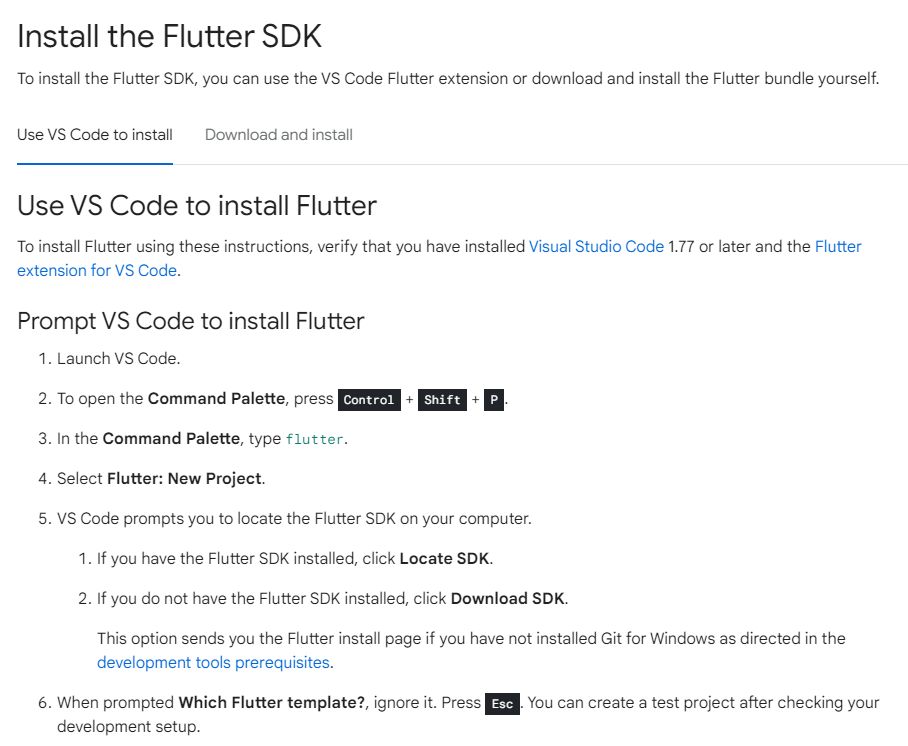 Install the Flutter SDK
To install the Flutter SDK, you can use the VS Code Flutter extension or download and install the Flutter bundle yourself.
Use VS Code to install
Download and install
Use VS Code to install Flutter
To install Flutter using these instructions, verify that you have installed Visual Studio Code 1.77 or later and the Flutter
extension for VS Code.
Prompt VS Code to install Flutter
1. Launch VS Code.
2. To open the Command Palette, press Control + Shift + P.
3. In the Command Palette, type flutter.
4. Select Flutter: New Project.
5. VS Code prompts you to locate the Flutter SDK on your computer.
1. If you have the Flutter SDK installed, click Locate SDK.
2. If you do not have the Flutter SDK installed, click Download SDK.
This option sends you the Flutter install page if you have not installed Git for Windows as directed in the
development tools prerequisites.
6. When prompted Which Flutter template?, ignore it. Press Esc. You can create a test project after checking your
development setup.